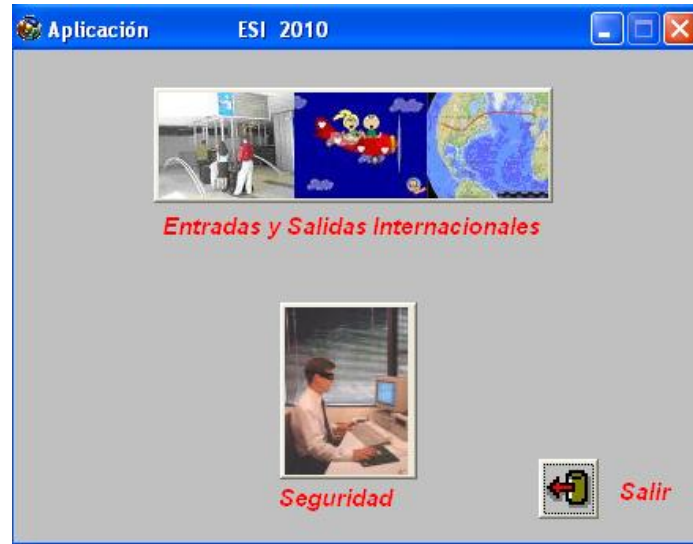 Aplicación ESI 2010
Entradas y Salidas Internacionales
Seguridad
Salir